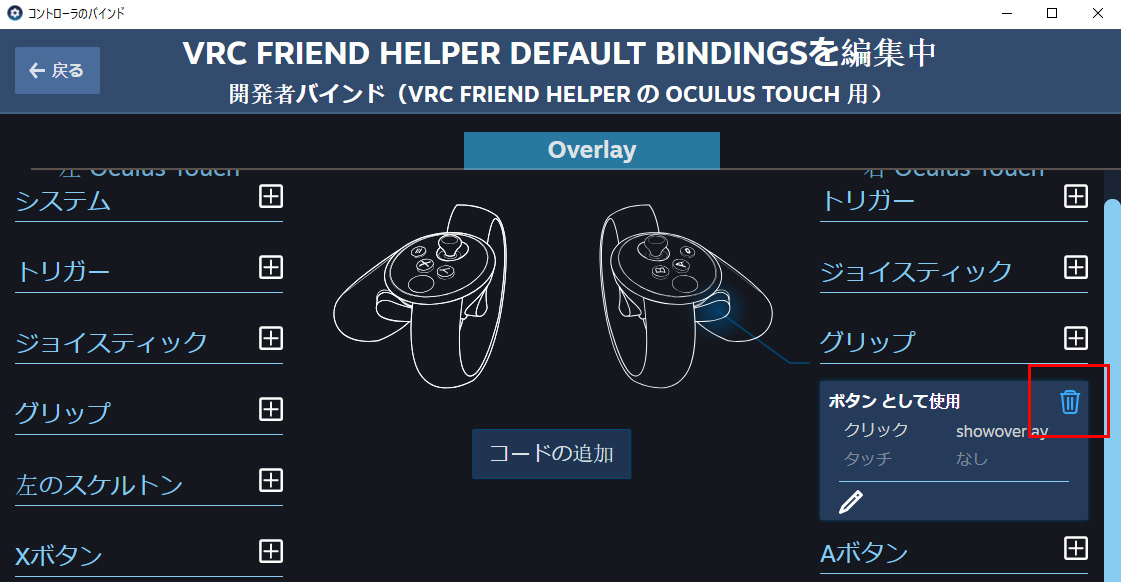 コントローラのバインド
← 戻る
VRC FRIEND HELPER DEFAULT BINDINGSを編集中
開発者バインド（VRC FRIEND HELPER の OCULUS TOUCH 用）
Overlay
左 Oculus Touch
システム
トリガー
ジョイスティック
グリップ
左のスケルトン
Xボタン
コードの追加
右 Oculus Touch
トリガー
ジョイスティック
グリップ
ボタン として使用
クリック showoverlay
タッチ なし
Aボタン